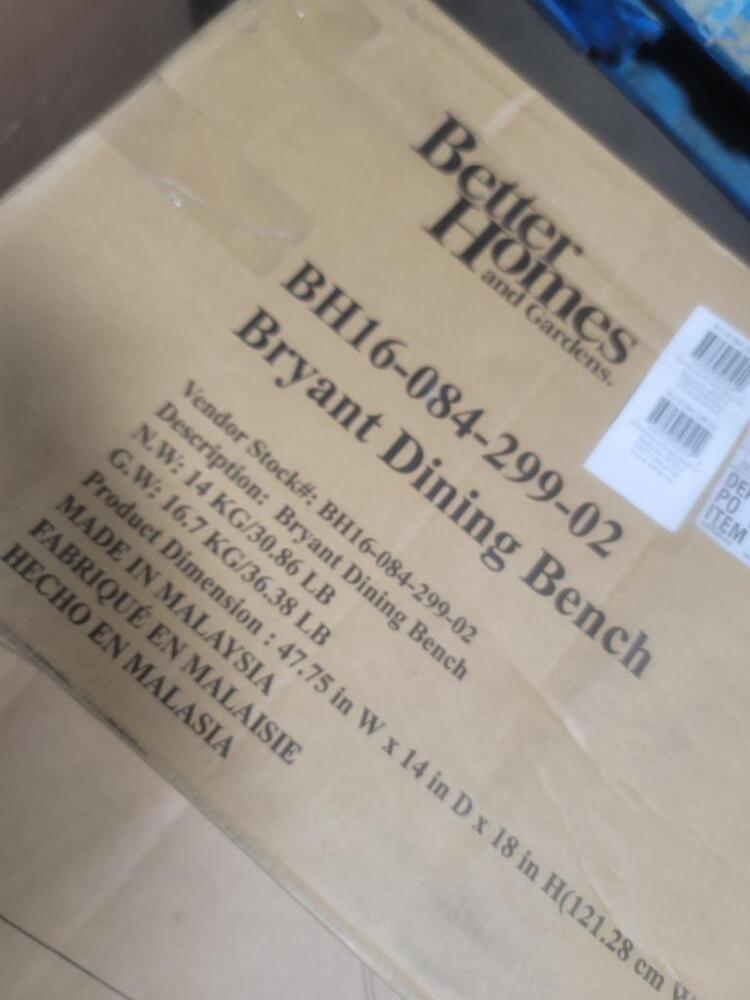 Better
Homes
and Gardens.
BH16-084-299-02
Bryant Dining Bench
Vendor Stock#: BH16-084-299-02
Description: Bryant Dining Bench
N.W: 14 KG/30.86 LB
G.W: 16.7 KG/36.38 LB
Product Dimension : 47.75 in W x 14 in D x 18 in H(121.28 cm W
MADE IN MALAYSIA
FABRIQUÉ EN MALAISIE
HECHO EN MALASIA
PO
ITEM